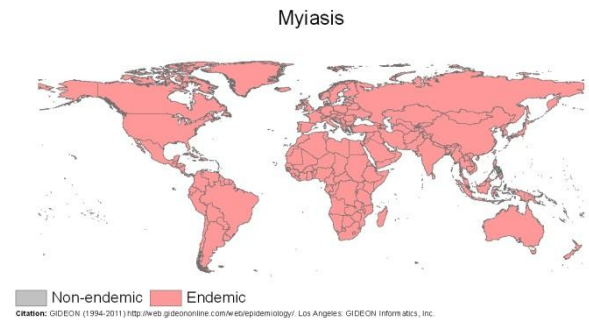 Myiasis
Non-endemic Endemic
Citation: GIDEON (1994-2011) http://web.gideononline.com/web/epidemiology/. Los Angeles: GIDEON Informatics, Inc.